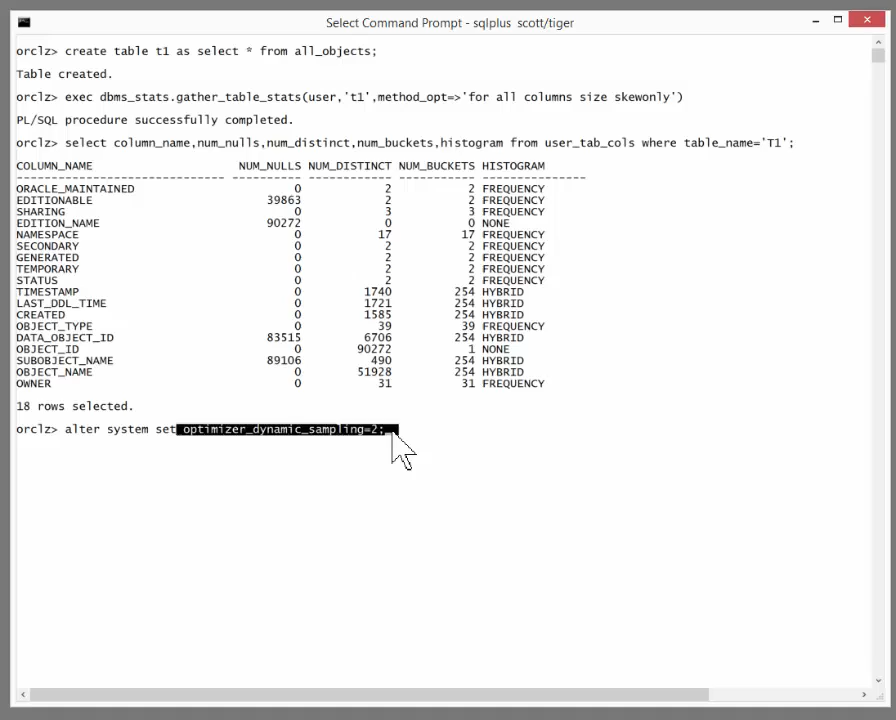 Select Command Prompt - sqlplus scott/tiger
orclz> create table t1 as select * from all_objects;
Table created.
orclz> exec dbms_stats.gather_table_stats(user,'t1',method_opt=>'for all columns size skewonly')
PL/SQL procedure successfully completed.
orclz> select column_name,num_nulls,num_distinct,num_buckets,histogram from user_tab_cols where table_name='T1';
COLUMN_NAME NUM_NULLS NUM_DISTINCT NUM_BUCKETS HISTOGRAM
------------------------------ ---------- ------------ ----------- ---------------
ORACLE_MAINTAINED 0 2 2 FREQUENCY
EDITIONABLE 39863 2 2 FREQUENCY
SHARING 0 3 3 FREQUENCY
EDITION_NAME 90272 0 0 NONE
NAMESPACE 0 17 17 FREQUENCY
SECONDARY 0 2 2 FREQUENCY
GENERATED 0 2 2 FREQUENCY
TEMPORARY 0 2 2 FREQUENCY
STATUS 0 2 2 FREQUENCY
TIMESTAMP 0 1740 254 HYBRID
LAST_DDL_TIME 0 1721 254 HYBRID
CREATED 0 1585 254 HYBRID
OBJECT_TYPE 0 39 39 FREQUENCY
DATA_OBJECT_ID 83515 6706 254 HYBRID
OBJECT_ID 0 90272 1 NONE
SUBOBJECT_NAME 89106 490 254 HYBRID
OBJECT_NAME 0 51928 254 HYBRID
OWNER 0 31 31 FREQUENCY
18 rows selected.
orclz> alter system set optimizer_dynamic_sampling=2;